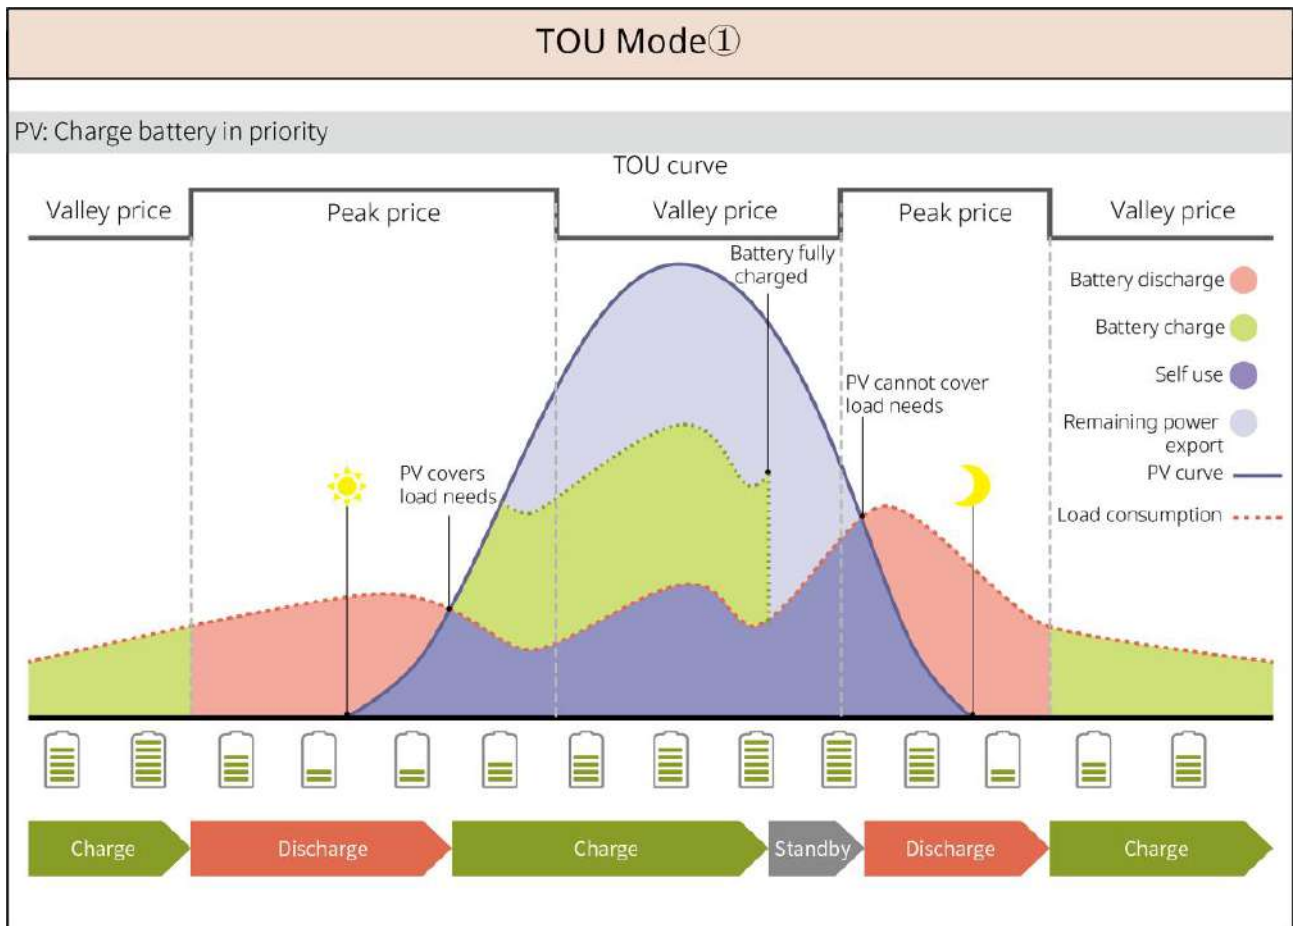 TOU Mode①
PV: Charge battery in priority
TOU curve
Valley price
Peak price
Valley price
Peak price
Valley price
Battery fully
charged
Battery discharge
Battery charge
Self use
Remaining power
export
PV curve
Load consumption
PV cannot cover
load needs
PV covers
load needs
Charge
Discharge
Charge
Standby
Discharge
Charge